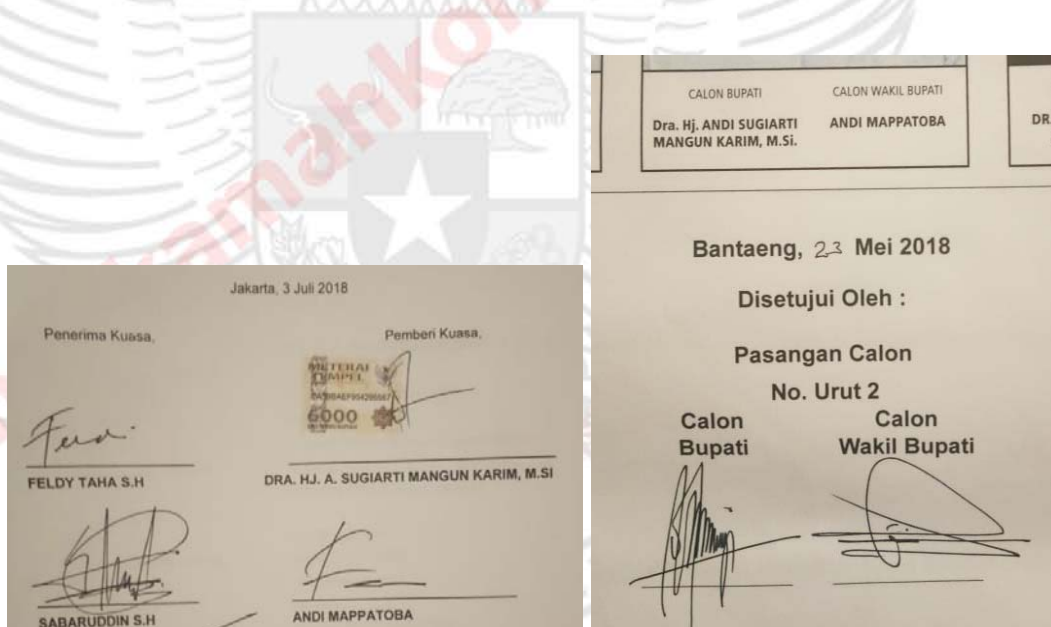 Jakarta, 3 Juli 2018
Penerima Kuasa,
Pemberi Kuasa,
METERAI
TEMPEL
6000
FELDY TAHA S.H
DRA. HJ. A. SUGIARTI MANGUN KARIM, M.SI
SABARUDDIN S.H
ANDI MAPPATOBA
CALON BUPATI
CALON WAKIL BUPATI
Dra. Hj. ANDI SUGIARTI
MANGUN KARIM, M.Si.
ANDI MAPPATOBA
Bantaeng, 23 Mei 2018
Disetujui Oleh :
Pasangan Calon
No. Urut 2
Calon
Bupati
Calon
Wakil Bupati